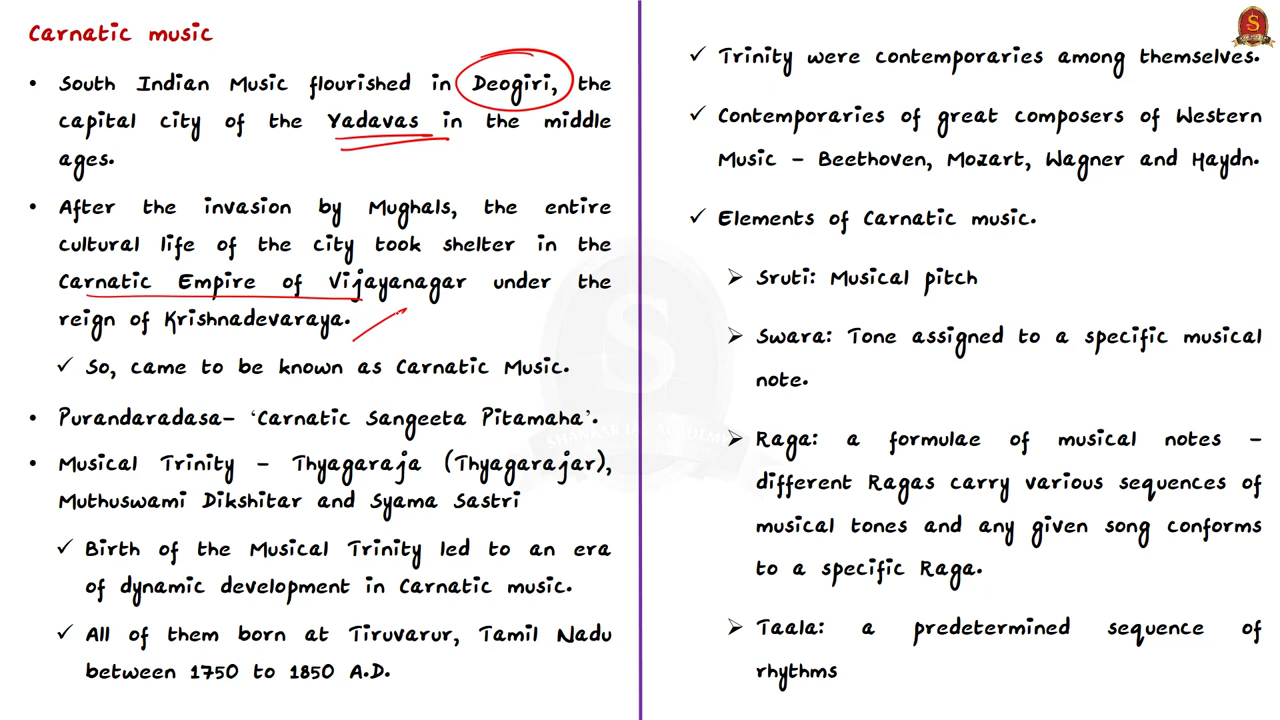 Carnatic music
• South Indian Music flourished in Deogiri, the
capital city of the Yadavas in the middle
ages.
• After the invasion by Mughals, the entire
cultural life of the city took shelter in the
Carnatic Empire of Vijayanagar under the
reign of Krishnadevaraya.
✓ So, came to be known as Carnatic Music.
• Purandaradasa– ‘Carnatic Sangeeta Pitamaha’.
• Musical Trinity – Thyagaraja (Thyagarajar),
Muthuswami Dikshitar and Syama Sastri
✓ Birth of the Musical Trinity led to an era
of dynamic development in Carnatic music.
✓ All of them born at Tiruvarur, Tamil Nadu
between 1750 to 1850 A.D.
✓ Trinity were contemporaries among themselves.
✓ Contemporaries of great composers of Western
Music – Beethoven, Mozart, Wagner and Haydn.
✓ Elements of Carnatic music.
➢ Sruti: Musical pitch
➢ Swara: Tone assigned to a specific musical
note.
➢ Raga: a formulae of musical notes –
different Ragas carry various sequences of
musical tones and any given song conforms
to a specific Raga.
➢ Taala: a predetermined sequence of
rhythms
S
SHANKAR IAS ACADEMY